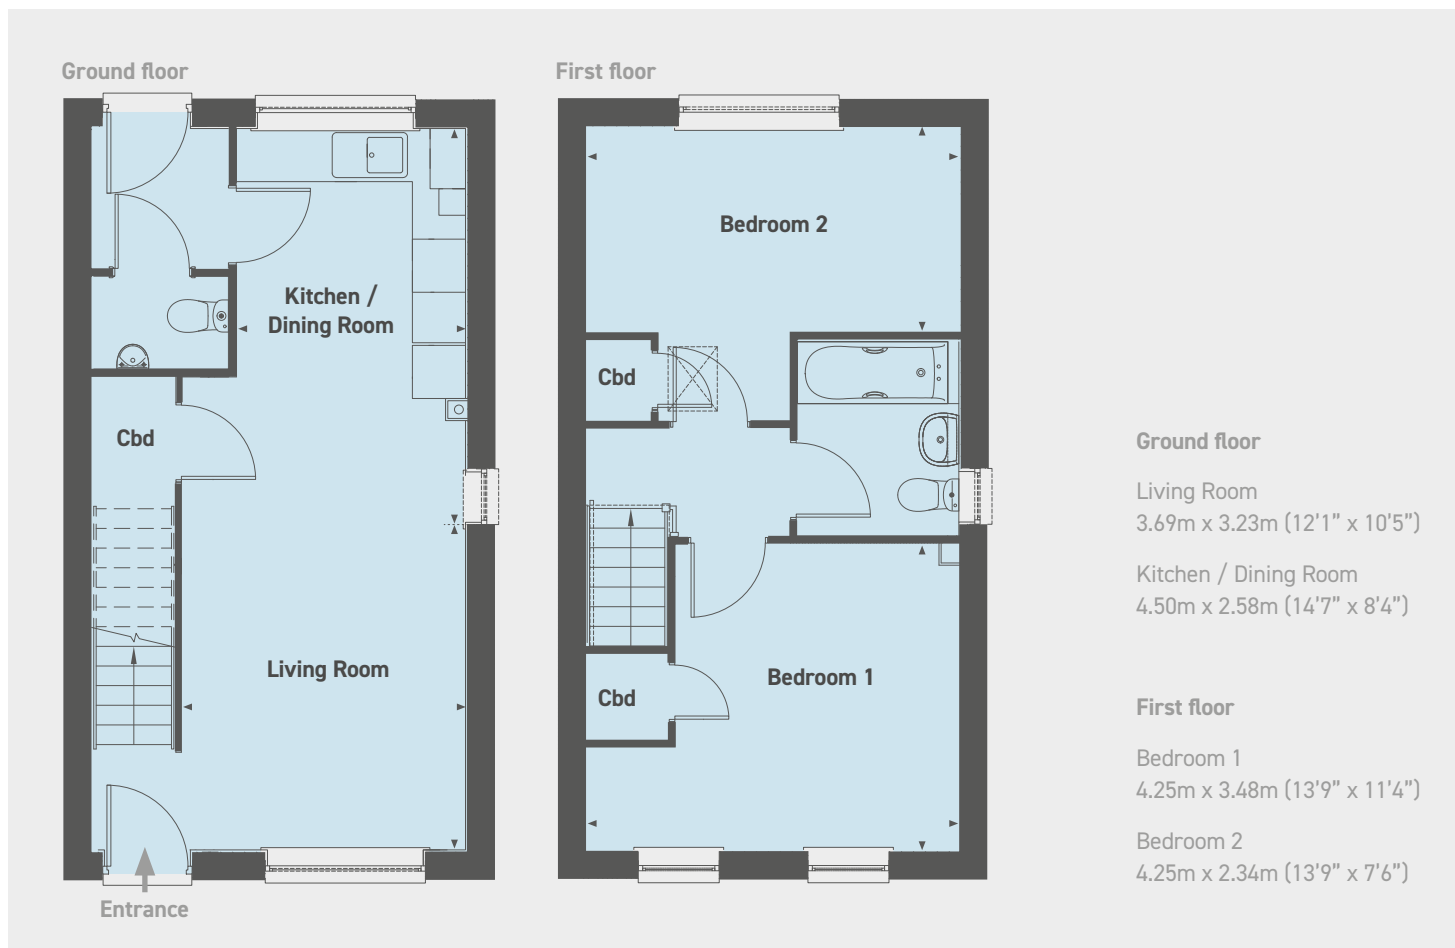 Ground floor
First floor
Bedroom 2
Kitchen /
Dining Room
Cbd
Cbd
Living Room
Bedroom 1
Cbd
Entrance
Ground floor
Living Room
3.69m x 3.23m (12'1” x 10'5”)
Kitchen / Dining Room
4.50m x 2.58m (14'7” x 8'4”)
First floor
Bedroom 1
4.25m x 3.48m (13'9” x 11'4”)
Bedroom 2
4.25m x 2.34m (13'9” x 7'6”)